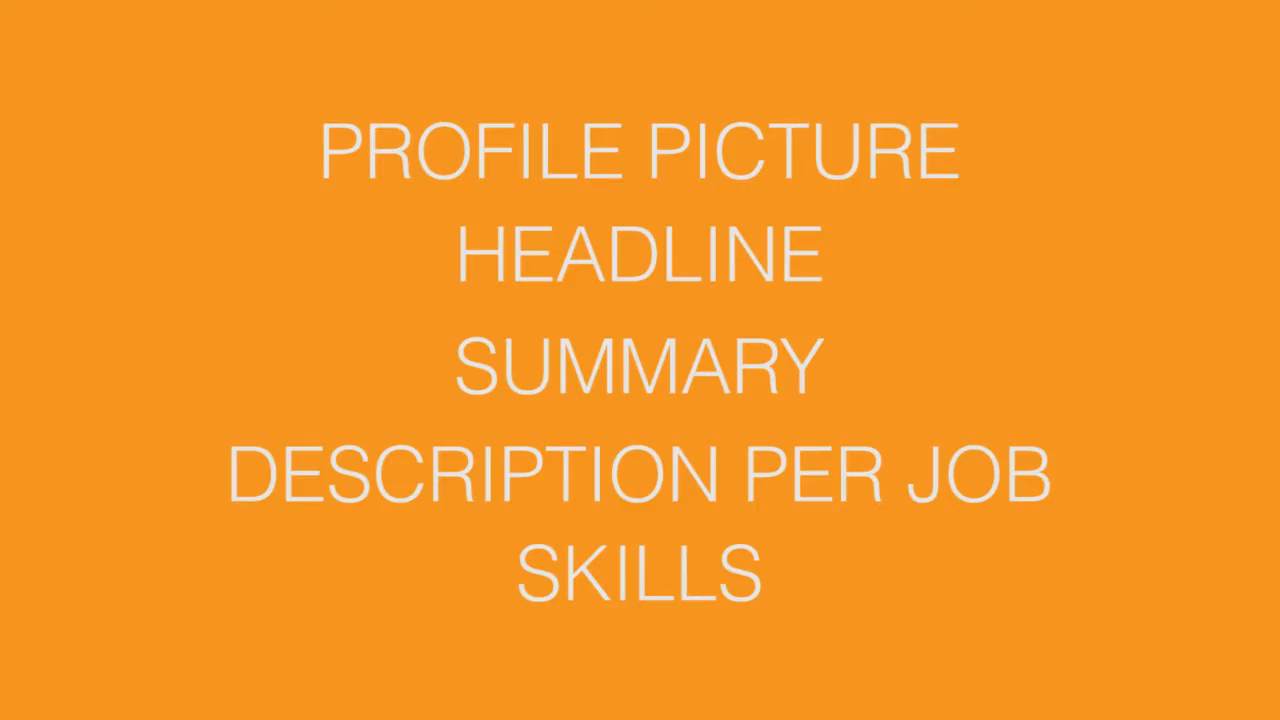 PROFILE PICTURE
HEADLINE
SUMMARY
DESCRIPTION PER JOB
SKILLS